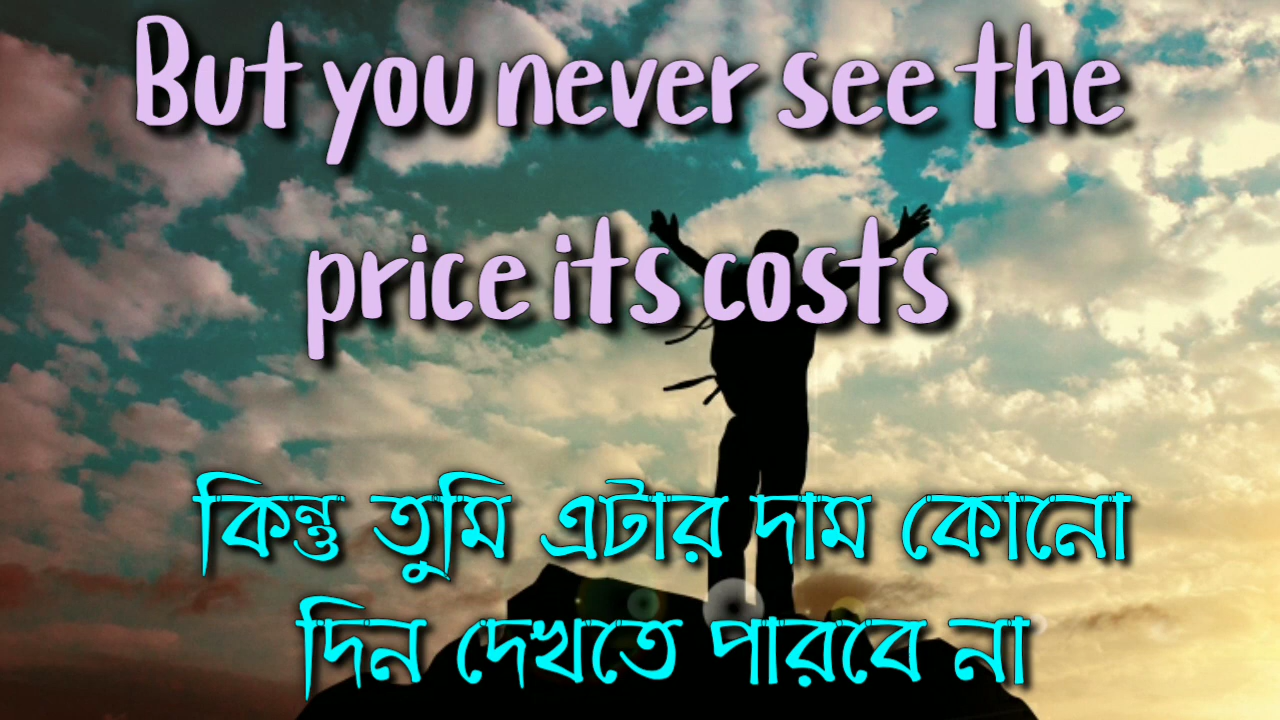 But you never see the
price its costs
কিন্তু তুমি এটার দাম কোনো
দিন দেখতে পারবে না